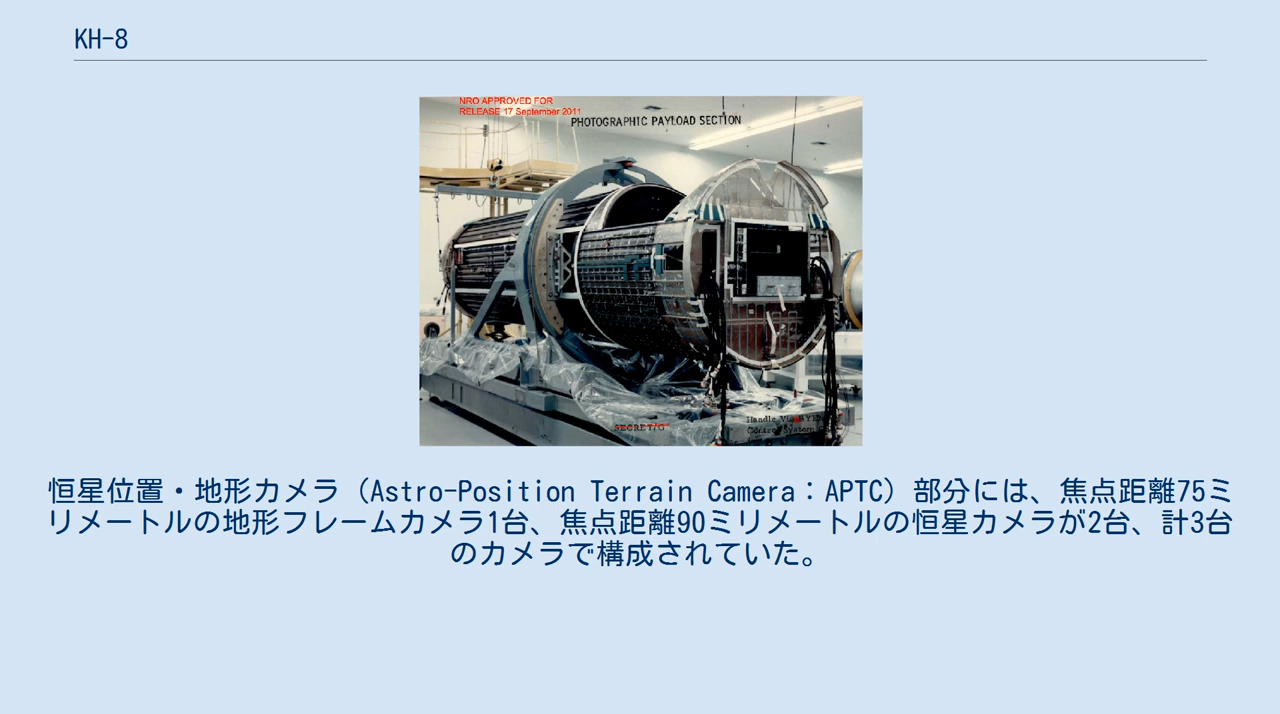 KH-8
NRO APPROVED FOR
RELEASE 17 September 2011
PHOTOGRAPHIC PAYLOAD SECTION
SECRET/G
Handle Via
Control System
恒星位置・地形カメラ（Astro-Position Terrain Camera：APTC）部分には、焦点距離75ミ
リメートルの地形フレームカメラ1台、焦点距離90ミリメートルの恒星カメラが2台、計3台
のカメラで構成されていた。